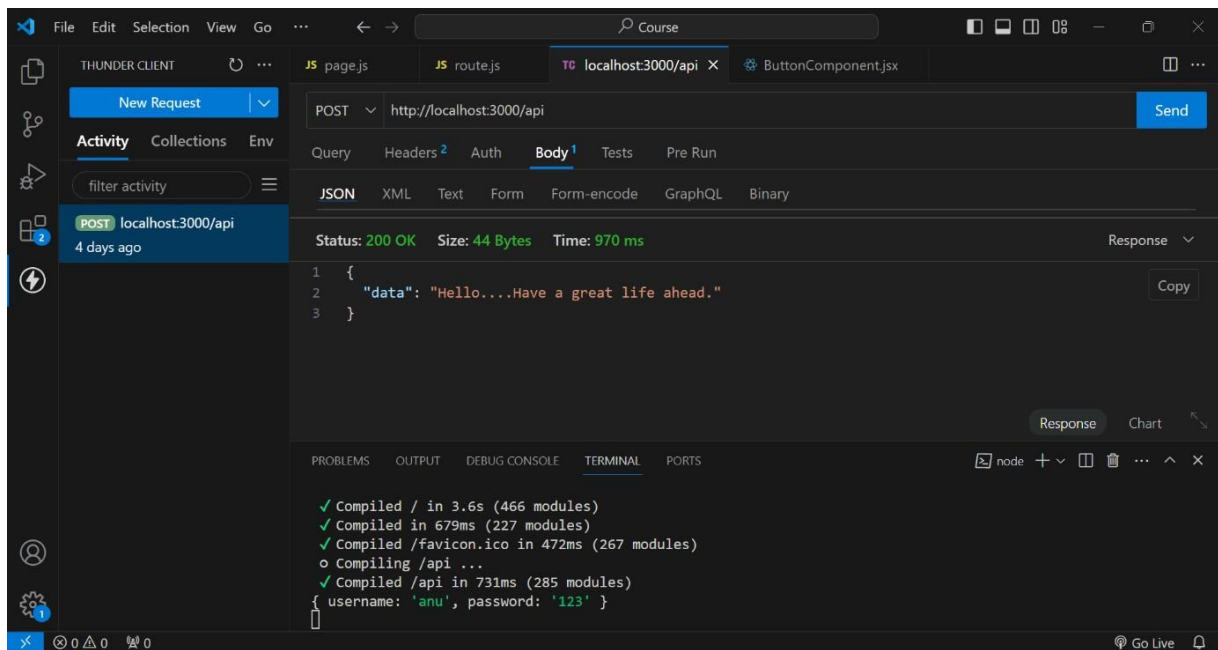 File Edit Selection View Go ... Course
THUNDER CLIENT ...
JS page.js JS route.js TC localhost:3000/api ButtonComponent.jsx ...
New Request
POST http://localhost:3000/api Send
Activity Collections Env
Query Headers 2 Auth Body 1 Tests Pre Run
filter activity
JSON XML Text Form Form-encode GraphQL Binary
POST localhost:3000/api
4 days ago
2
Status: 200 OK Size: 44 Bytes Time: 970 ms Response
1 {
2 "data": "Hello....Have a great life ahead."
3 }
Copy
Response Chart
PROBLEMS OUTPUT DEBUG CONSOLE TERMINAL PORTS node ...
✓ Compiled / in 3.6s (466 modules)
✓ Compiled in 679ms (227 modules)
✓ Compiled /favicon.ico in 472ms (267 modules)
○ Compiling /api ...
✓ Compiled /api in 731ms (285 modules)
{ username: 'anu', password: '123' }
1
0 0 0 Go Live